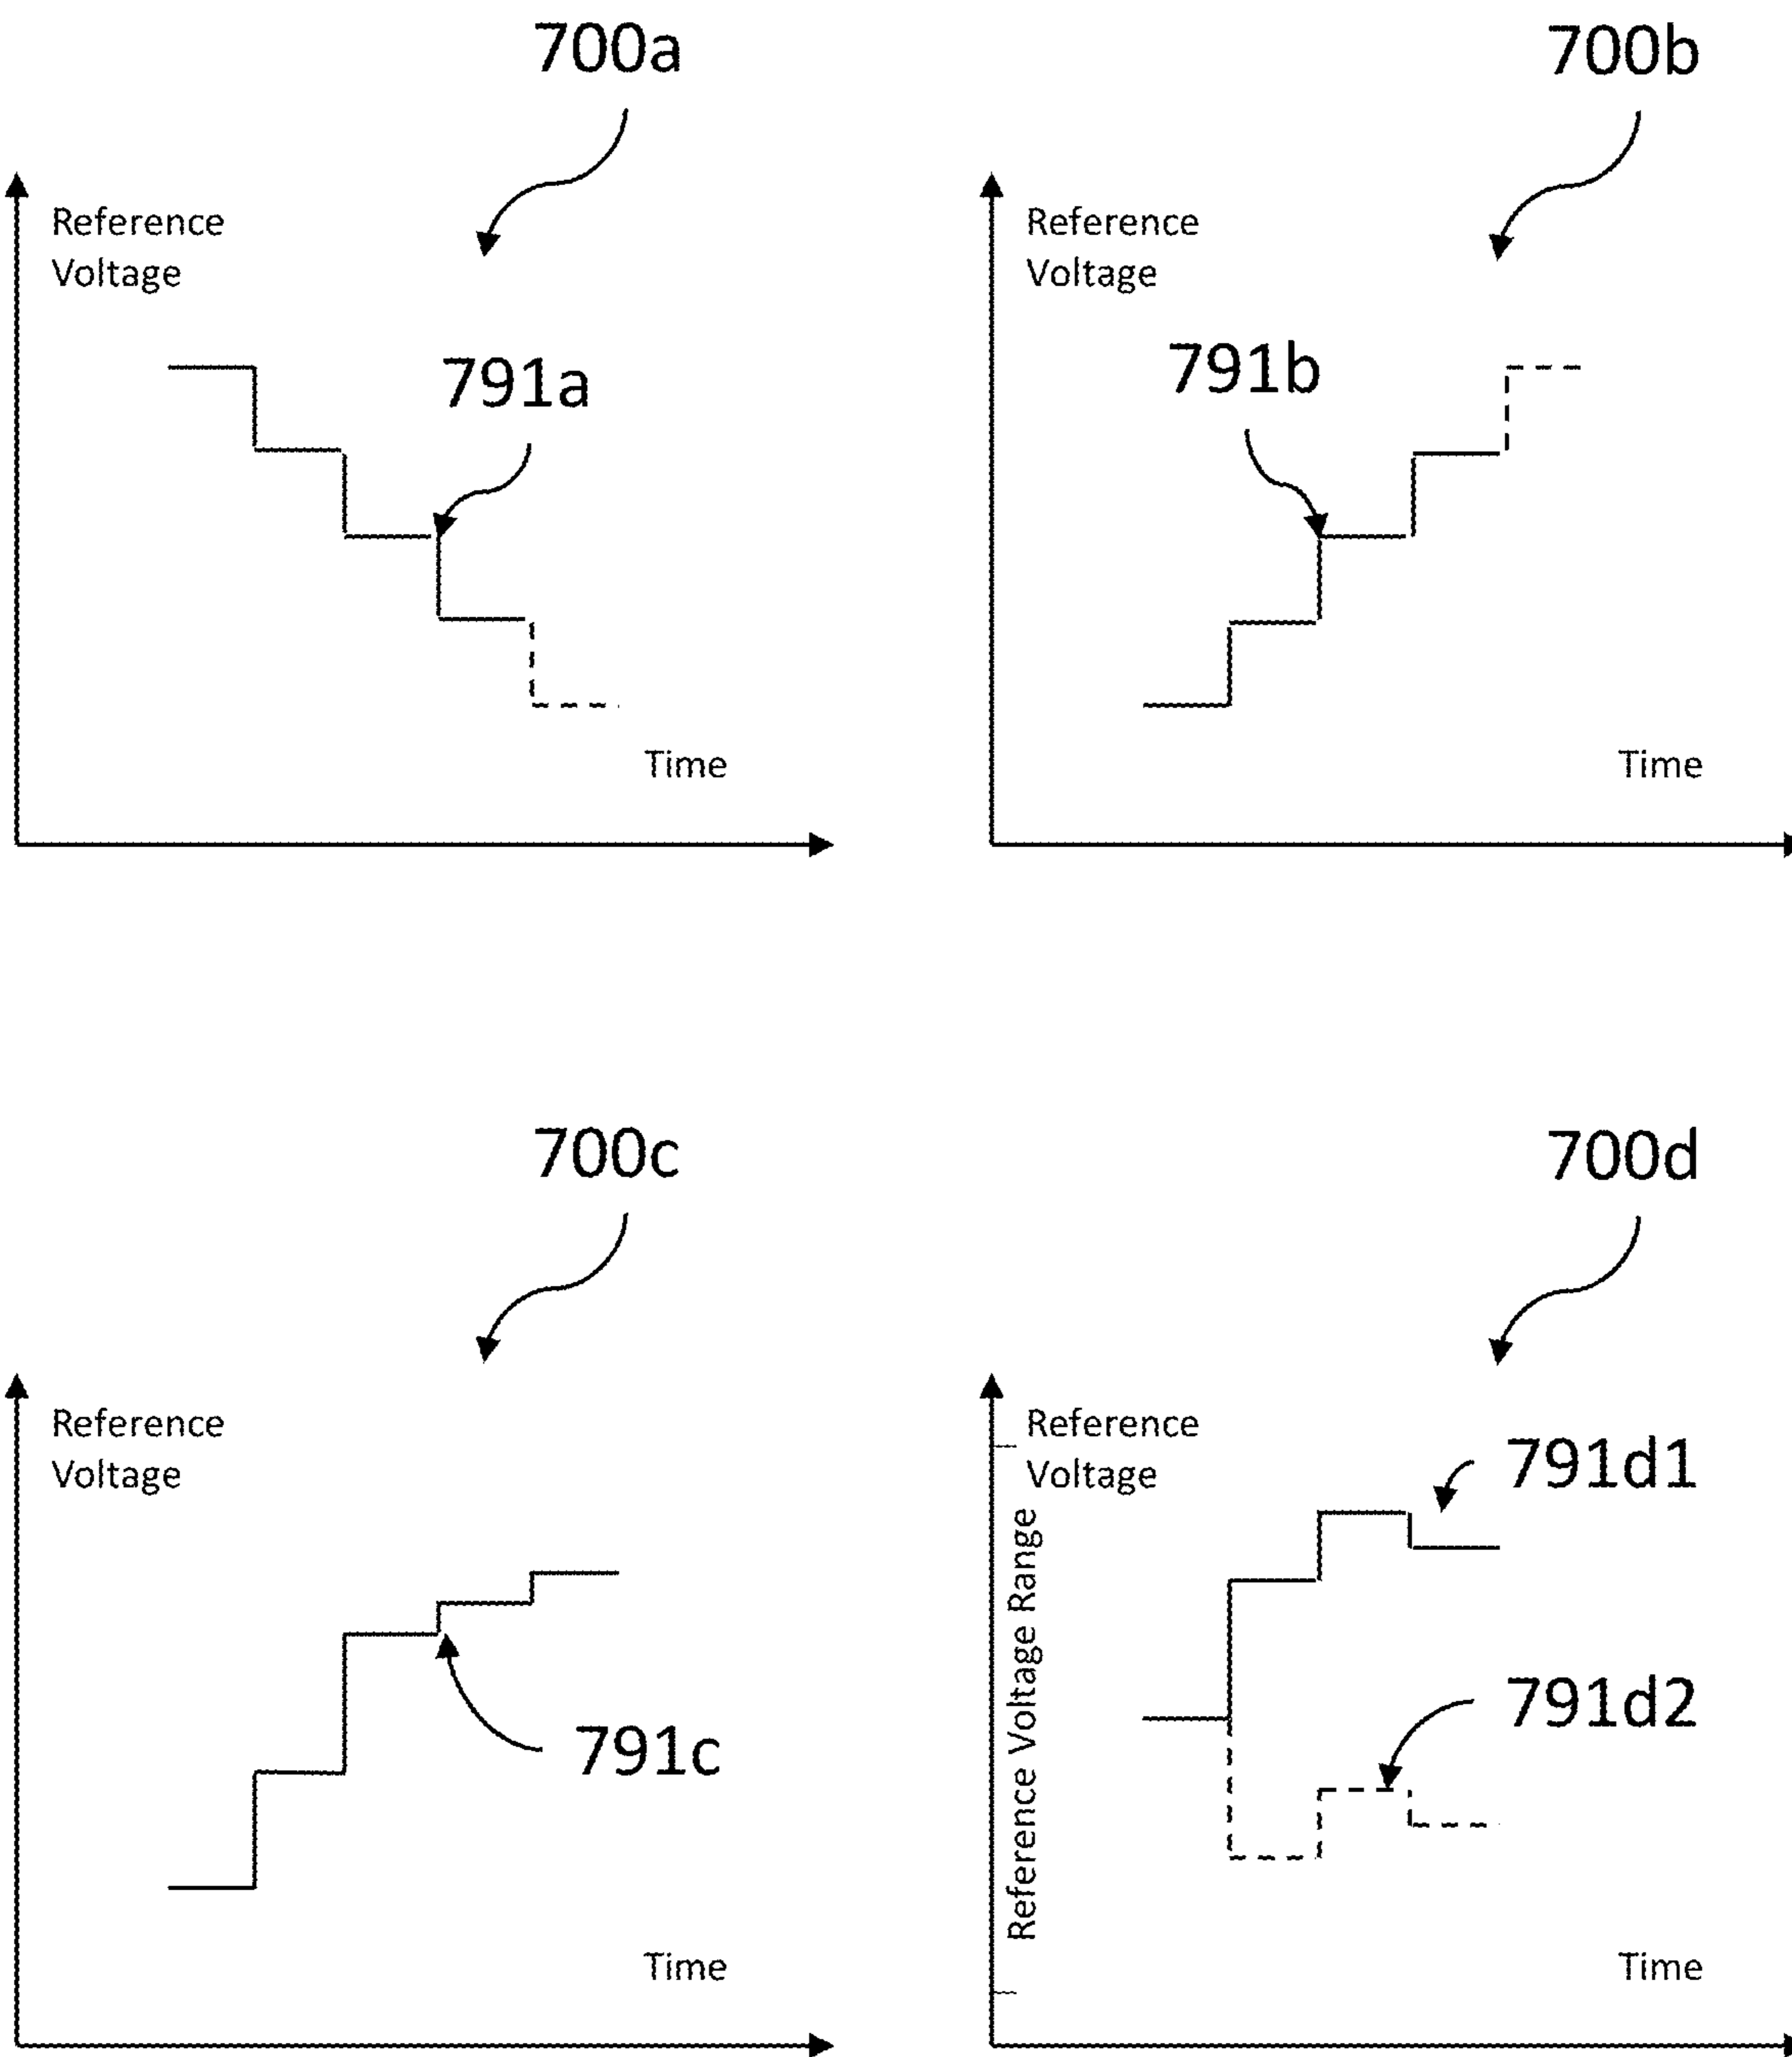 700a
700b
Reference
Voltage
Reference
Voltage
791a
791b
Time
Time
700c
700d
Reference
Voltage
Reference
Voltage
791d1
Reference Voltage Range
791d2
791c
Time
Time